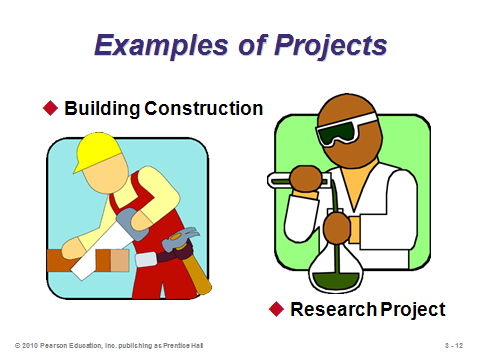 Examples of Projects
Building Construction
Research Project
© 2010 Pearson Education, Inc. publishing as Prentice Hall
3 - 12